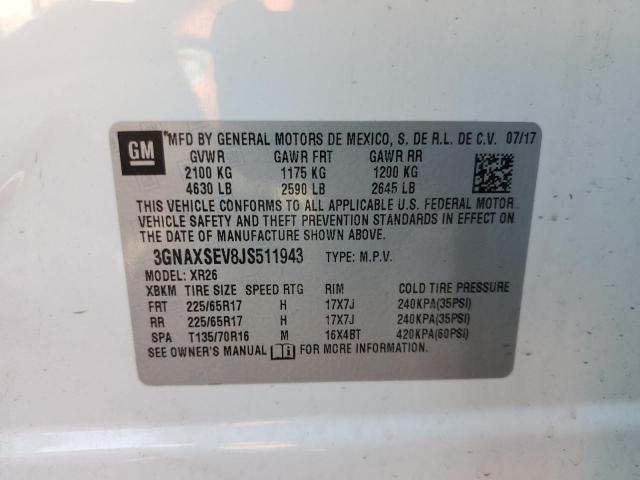 GM
*MFD BY GENERAL MOTORS DE MEXICO, S. DE R.L. DE C.V. 07/17
GVWR GAWR FRT GAWR RR
2100 KG 1175 KG 1200 KG
4630 LB 2590 LB 2645 LB
THIS VEHICLE CONFORMS TO ALL APPLICABLE U.S. FEDERAL MOTOR
VEHICLE SAFETY AND THEFT PREVENTION STANDARDS IN EFFECT ON
THE DATE OF MANUFACTURE SHOWN ABOVE.
3GNAXSEV8JS511943 TYPE: M.P.V.
MODEL: XR26
XBKM TIRE SIZE SPEED RTG RIM COLD TIRE PRESSURE
FRT 225/65R17 H 17X7J 240KPA(35PSI)
RR 225/65R17 H 17X7J 240KPA(35PSI)
SPA T135/70R16 M 16X4BT 420KPA(60PSI)
SEE OWNER'S MANUAL FOR MORE INFORMATION.